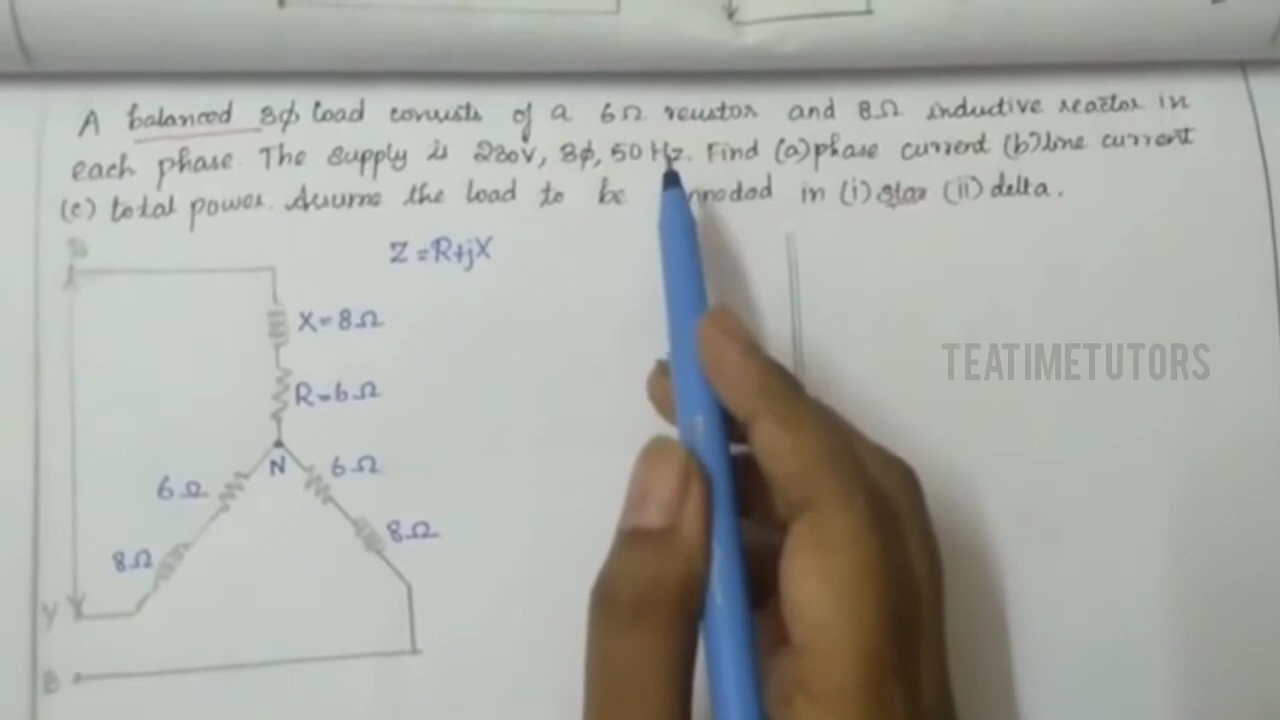 A balanced 3ϕ load consists of a 6Ω resistor and 8Ω inductive reactor in
each phase. The supply is 230V, 3ϕ, 50 Hz. Find (a) phase current (b) line current
(c) total power. Assume the load to be in (i) star (ii) delta.
Z = R+jX
X=8Ω
R=6Ω
TEATIMETUTORS
N
6Ω
6Ω
8Ω
8Ω
Y
B